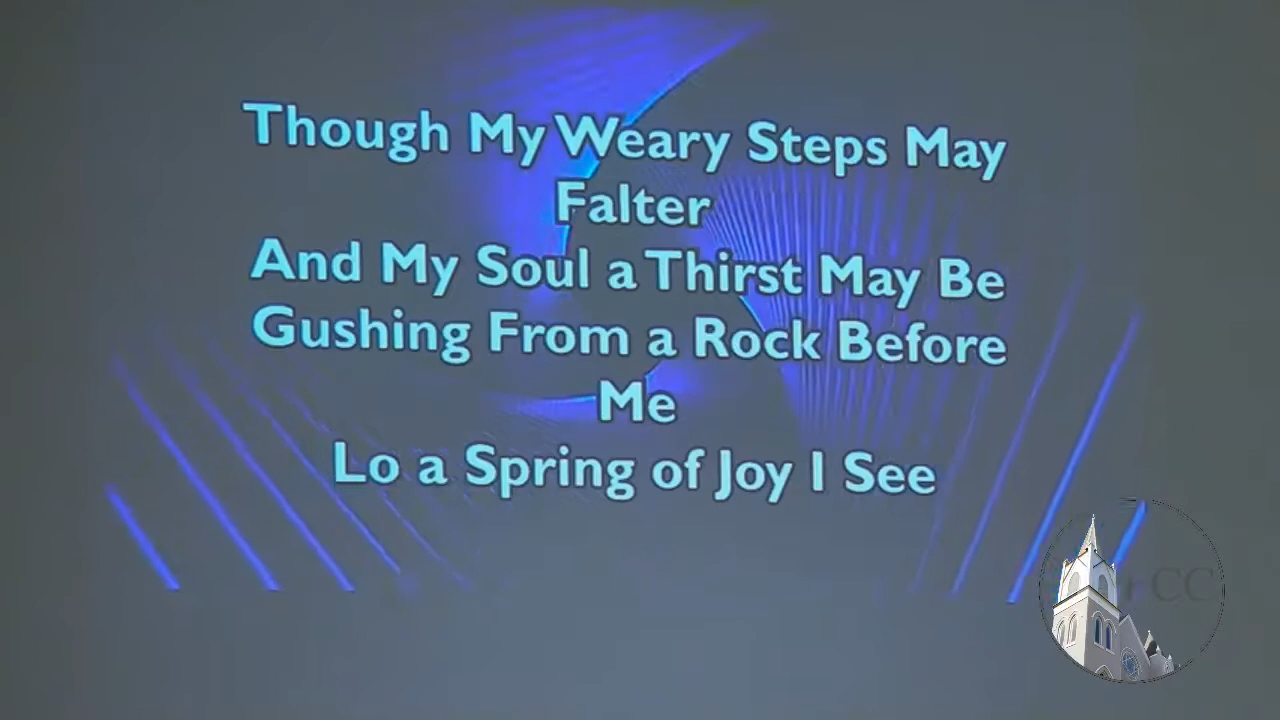 Though My Weary Steps May
Falter
And My Soul a Thirst May Be
Gushing From a Rock Before
Me
Lo a Spring of Joy I See
CC